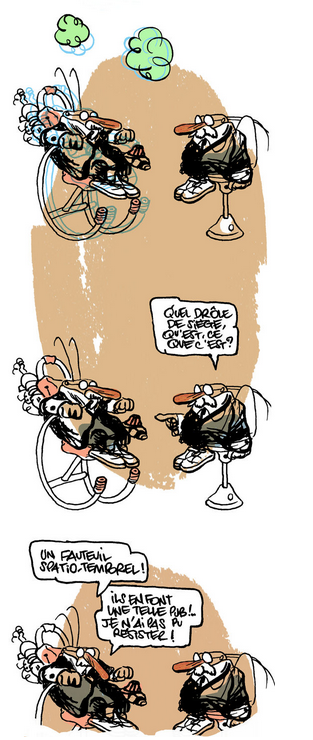 QUEL DRÔLE
DE SIÈGE,
QU'EST-CE
QUE C'EST?
UN FAUTEUIL
SPATIO-TEMPOREL!
ILS EN FONT
UNE TELLE PUB!..
JE N'AI PAS PU
RESISTER!